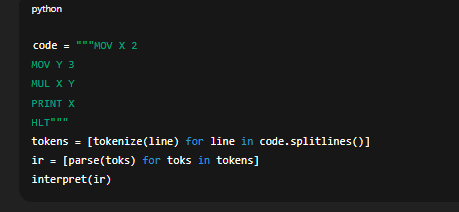 python
code = """MOV X 2
MOV Y 3
MUL X Y
PRINT X
HLT"""
tokens = [tokenize(line) for line in code.splitlines()]
ir = [parse(toks) for toks in tokens]
interpret(ir)